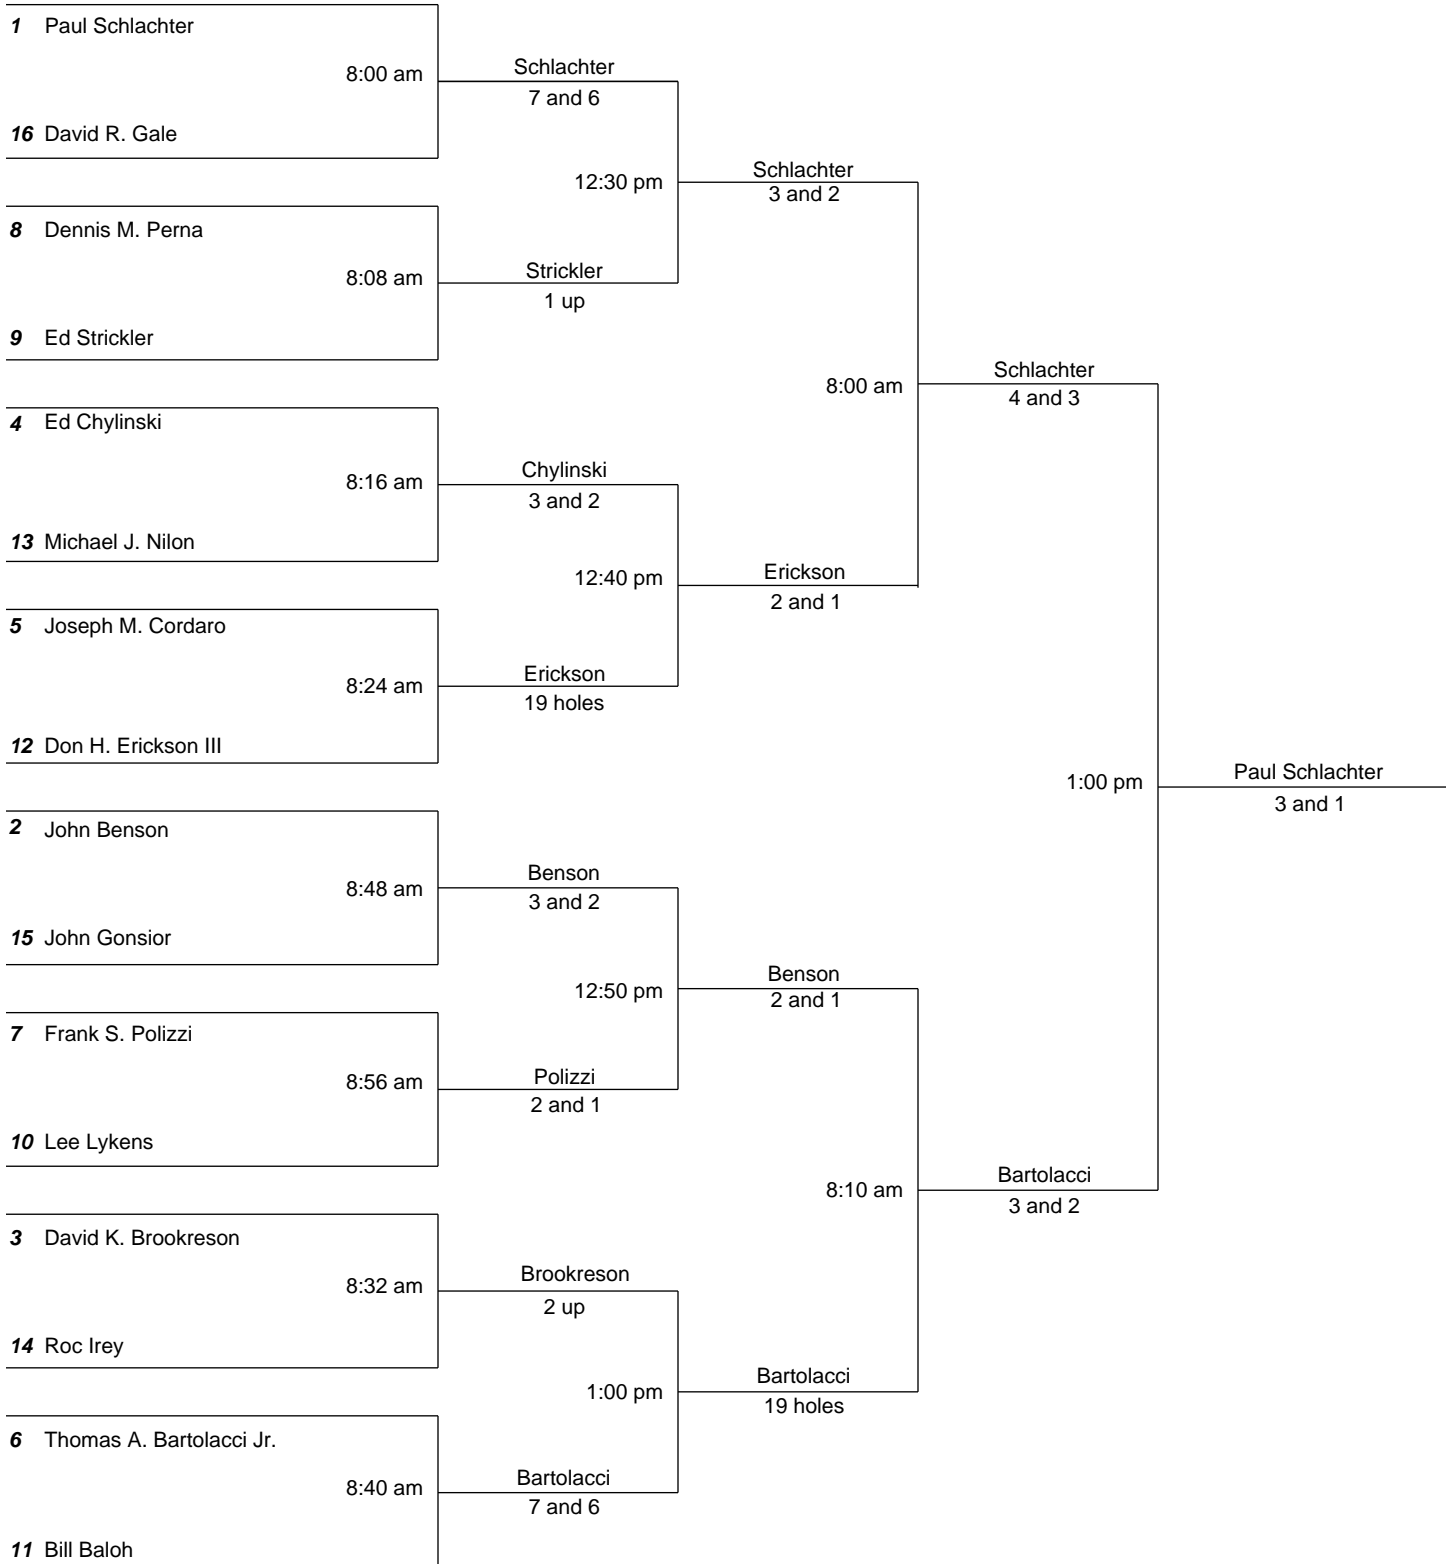 1 Paul Schlachter
8:00 am
16 David R. Gale
Schlachter
7 and 6
8 Dennis M. Perna
8:08 am
9 Ed Strickler
Strickler
1 up
12:30 pm
Schlachter
3 and 2
4 Ed Chylinski
8:16 am
13 Michael J. Nilon
Chylinski
3 and 2
5 Joseph M. Cordaro
8:24 am
12 Don H. Erickson III
Erickson
19 holes
12:40 pm
Erickson
2 and 1
8:00 am
Schlachter
4 and 3
2 John Benson
8:48 am
15 John Gonsior
Benson
3 and 2
7 Frank S. Polizzi
8:56 am
10 Lee Lykens
Polizzi
2 and 1
12:50 pm
Benson
2 and 1
3 David K. Brookreson
8:32 am
14 Roc Irey
Brookreson
2 up
6 Thomas A. Bartolacci Jr.
8:40 am
11 Bill Baloh
Bartolacci
7 and 6
1:00 pm
Bartolacci
19 holes
8:10 am
Bartolacci
3 and 2
1:00 pm
Paul Schlachter
3 and 1